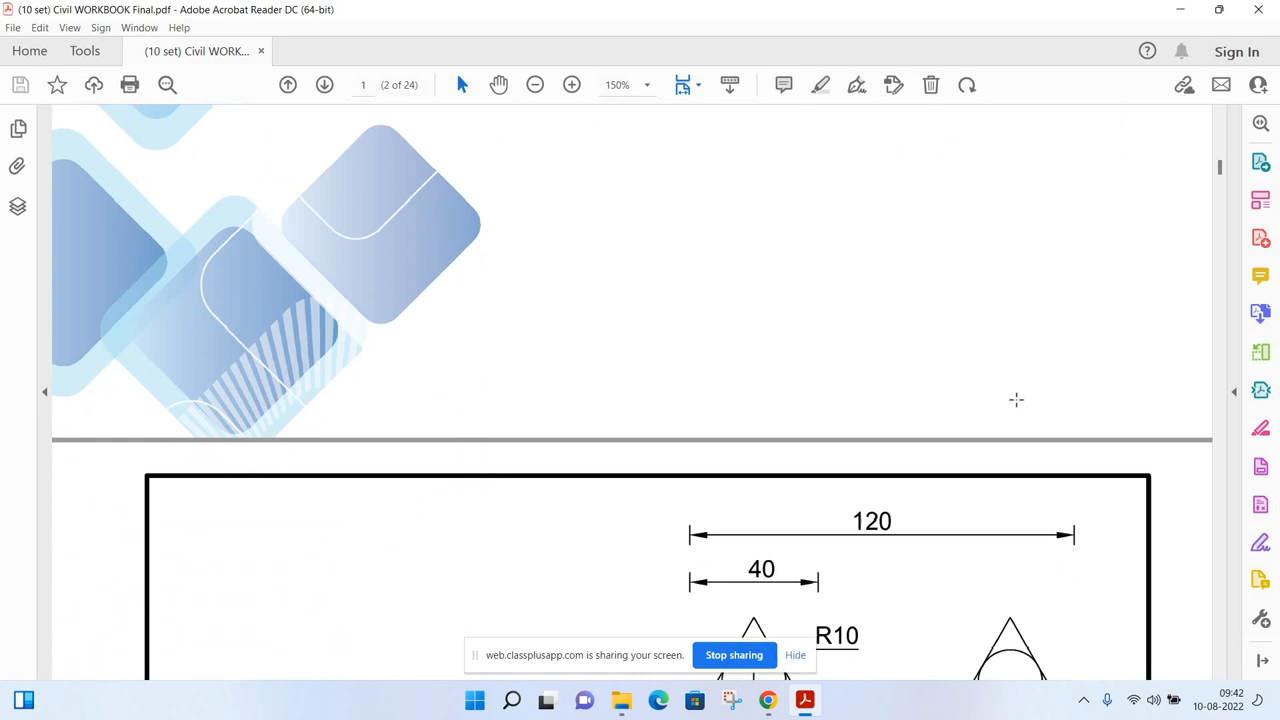 (10 set) Civil WORKBOOK Final.pdf - Adobe Acrobat Reader DC (64-bit)
File Edit View Sign Window Help
Home Tools (10 set) Civil WORK... × Sign In
1 (2 of 24) 150%
120
40
R10
web.classplusapp.com is sharing your screen. Stop sharing Hide
09:42
10-08-2022